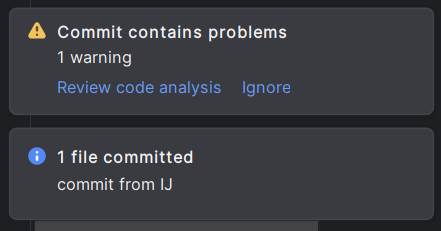 Commit contains problems
1 warning
Review code analysis Ignore
1 file committed
commit from IJ